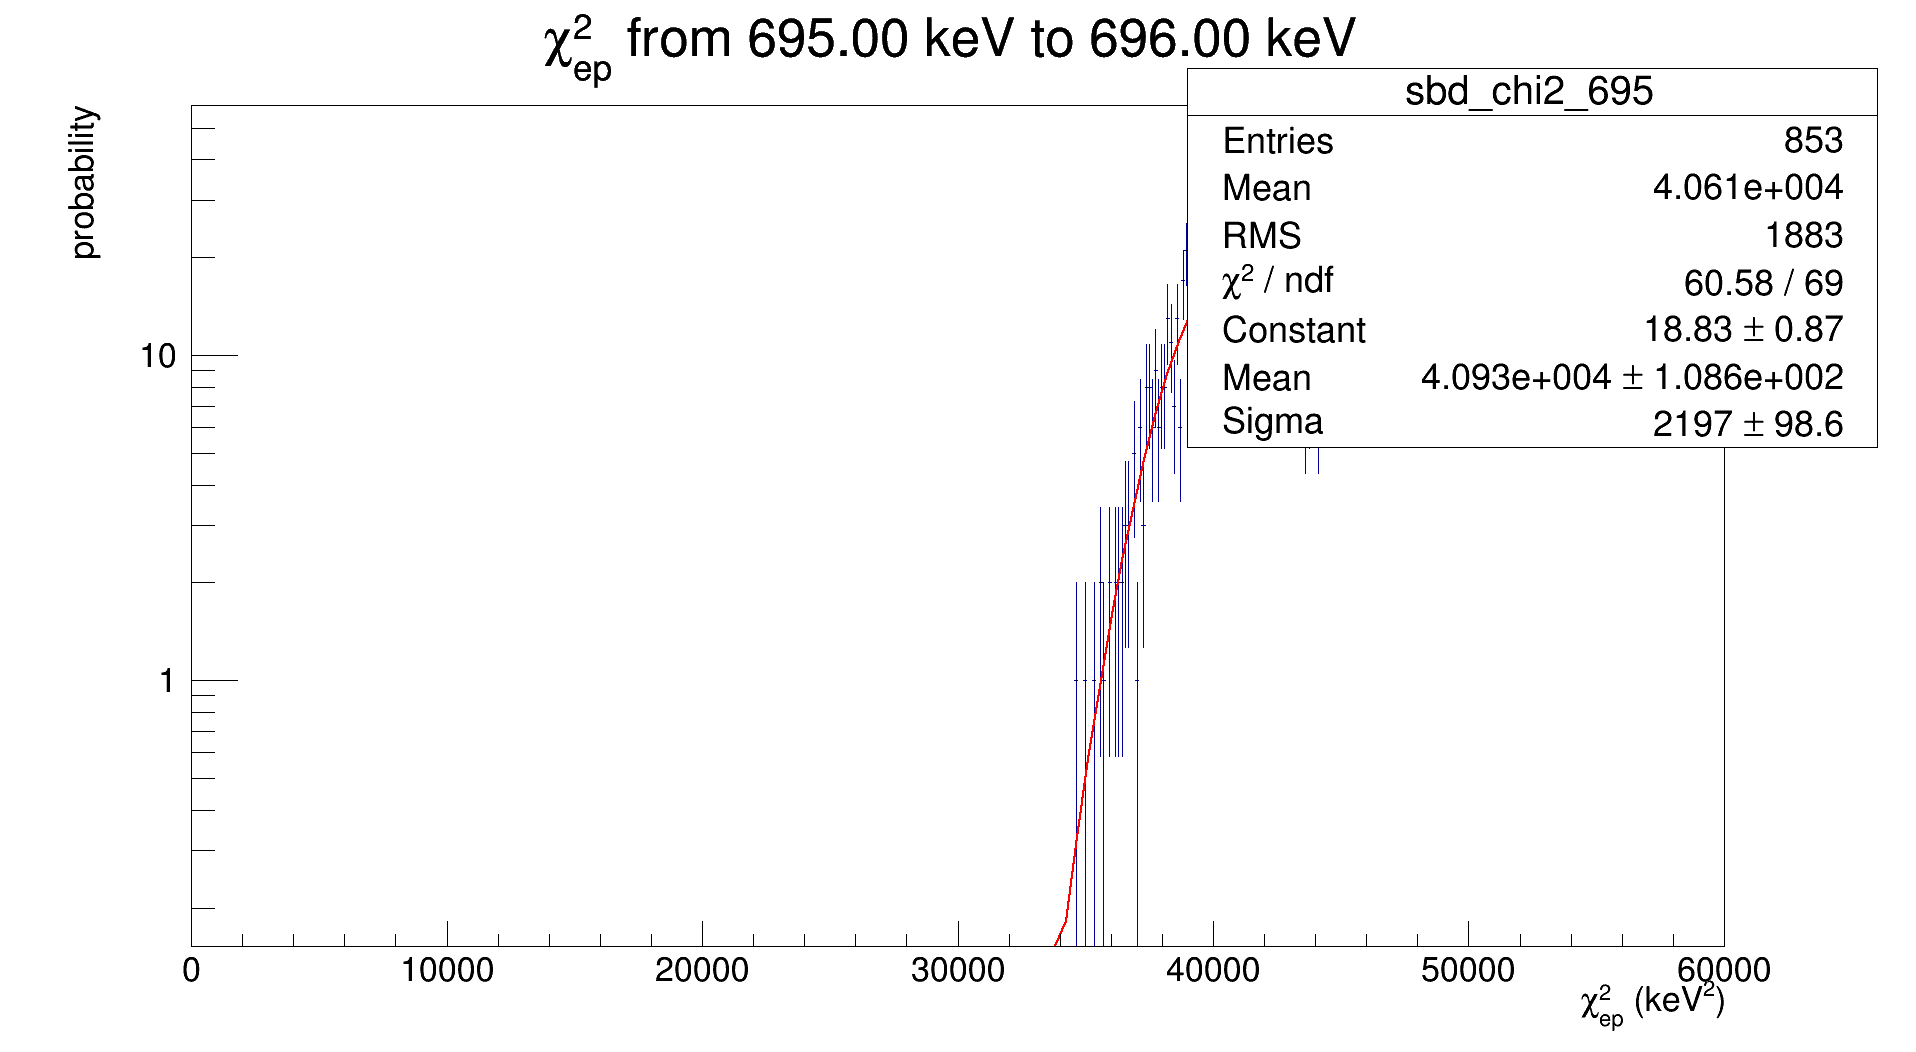 χ²ep from 695.00 keV to 696.00 keV
probability
sbd_chi2_695
Entries 853
Mean 4.061e+004
RMS 1883
χ² / ndf 60.58 / 69
Constant 18.83 ± 0.87
Mean 4.093e+004 ± 1.086e+002
Sigma 2197 ± 98.6
10
1
0 10000 20000 30000 40000 50000 60000
χ²ep (keV²)